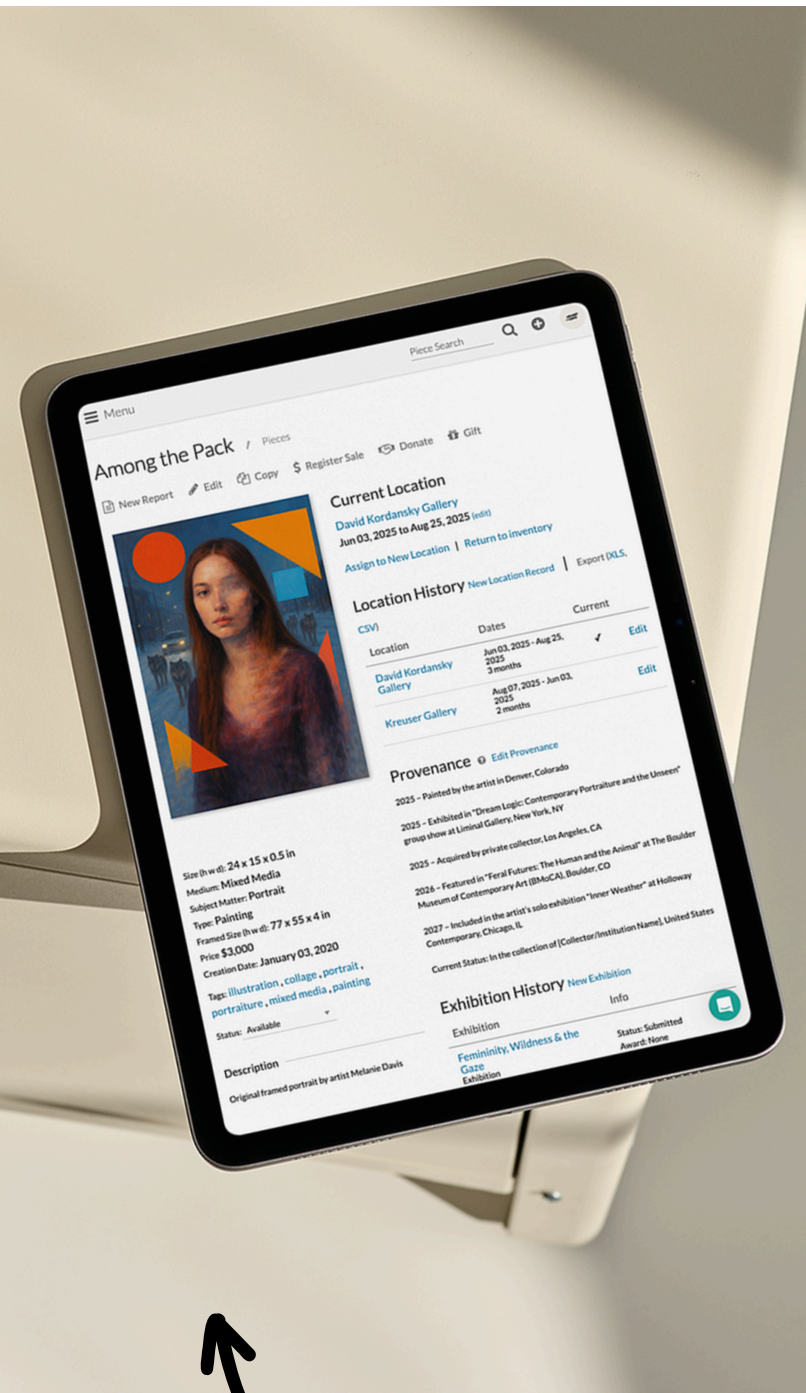 Menu
Piece Search
Among the Pack / Pieces
New Report Edit Copy $ Register Sale Donate Gift
Current Location
David Kordansky Gallery
Jun 03, 2025 to Aug 25, 2025 (edit)
Assign to New Location | Return to inventory
Location History New Location Record | Export (XLS,
CSV)
Location Dates Current
David Kordansky
Gallery
Jun 03, 2025 - Aug 25,
2025
3 months
✓ Edit
Kreuser Gallery
Aug 07, 2025 - Jun 03,
2025
2 months
Edit
Provenance Edit Provenance
2025 – Painted by the artist in Denver, Colorado
2025 – Exhibited in "Dream Logic: Contemporary Portraiture and the Unseen"
group show at Liminal Gallery, New York, NY
2025 – Acquired by private collector, Los Angeles, CA
2026 – Featured in "Feral Futures: The Human and the Animal" at The Boulder
Museum of Contemporary Art (BMoCA), Boulder, CO
2027 – Included in the artist's solo exhibition "Inner Weather" at Holloway
Contemporary, Chicago, IL
Current Status: In the collection of [Collector/Institution Name], United States
Exhibition History New Exhibition
Exhibition Info
Femininity, Wildness & the
Gaze
Exhibition
Status: Submitted
Award: None
Size (h w d): 24 x 15 x 0.5 in
Medium: Mixed Media
Subject Matter: Portrait
Type: Painting
Framed Size (h w d): 77 x 55 x 4 in
Price $3,000
Creation Date: January 03, 2020
Tags: illustration , collage , portrait ,
portraiture , mixed media , painting
Status: Available
Description
Original framed portrait by artist Melanie Davis